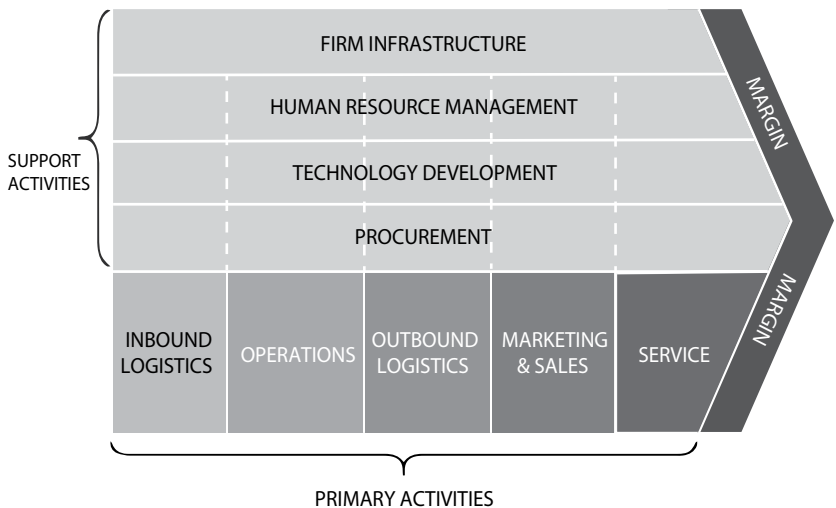 FIRM INFRASTRUCTURE
HUMAN RESOURCE MANAGEMENT
TECHNOLOGY DEVELOPMENT
PROCUREMENT
SUPPORT
ACTIVITIES
MARGIN
MARGIN
INBOUND
LOGISTICS
OPERATIONS
OUTBOUND
LOGISTICS
MARKETING
& SALES
SERVICE
PRIMARY ACTIVITIES